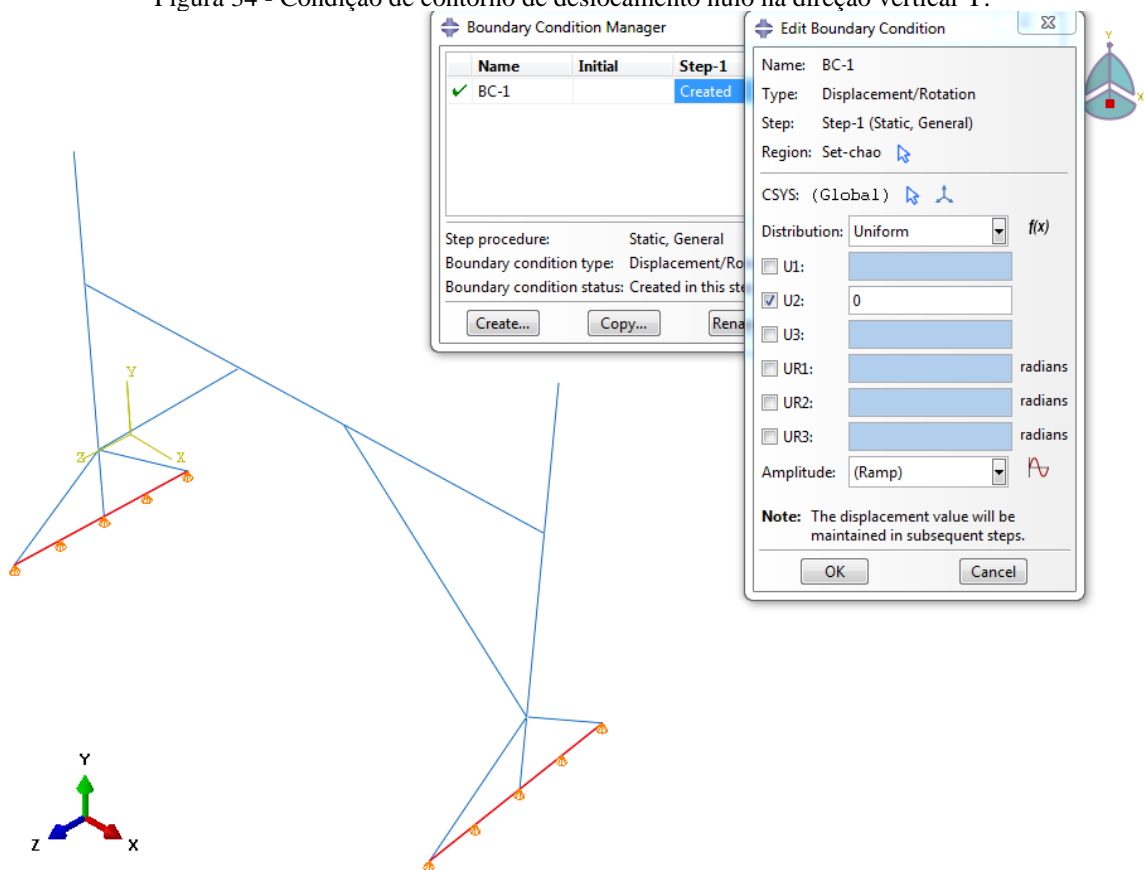 Figura 34 - Condição de contorno de deslocamento nulo na direção vertical Y.
Boundary Condition Manager
Name Initial Step-1
BC-1 Created
Step procedure: Static, General
Boundary condition type: Displacement/Ro
Boundary condition status: Created in this ste
Create... Copy... Rena
Edit Boundary Condition
Name: BC-1
Type: Displacement/Rotation
Step: Step-1 (Static, General)
Region: Set-chao
CSYS: (Global)
Distribution: Uniform f(x)
U1:
U2: 0
U3:
UR1: radians
UR2: radians
UR3: radians
Amplitude: (Ramp)
Note: The displacement value will be
maintained in subsequent steps.
OK Cancel
Y
X
Y
Z
X
Y
Z
X